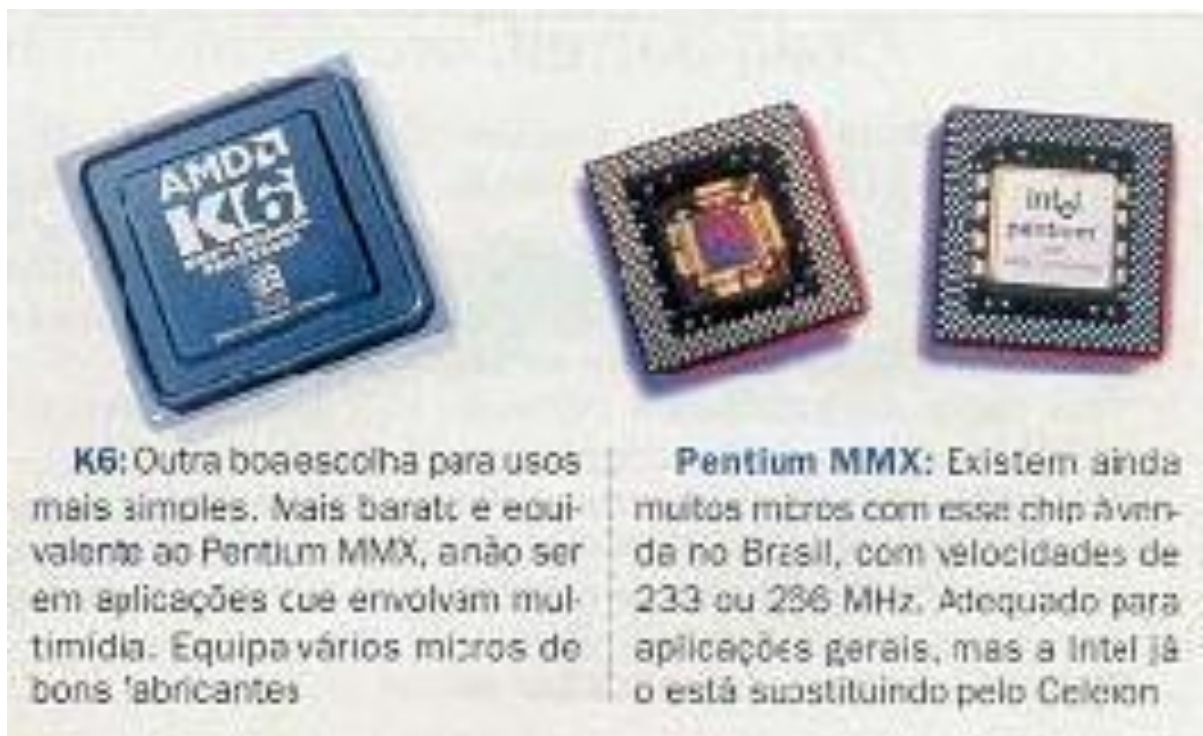 AMD
K6
intel
pentium
K6: Outra boa escolha para usos
mais simples. Mais barato e equi-
valente ao Pentium MMX, a não ser
em aplicações que envolvam mul-
timídia. Equipa vários micros de
bons fabricantes
Pentium MMX: Existem ainda
muitos micros com esse chip à ven-
da no Brasil, com velocidades de
233 ou 266 MHz. Adequado para
aplicações gerais, mas a Intel já
o está substituindo pelo Celeron